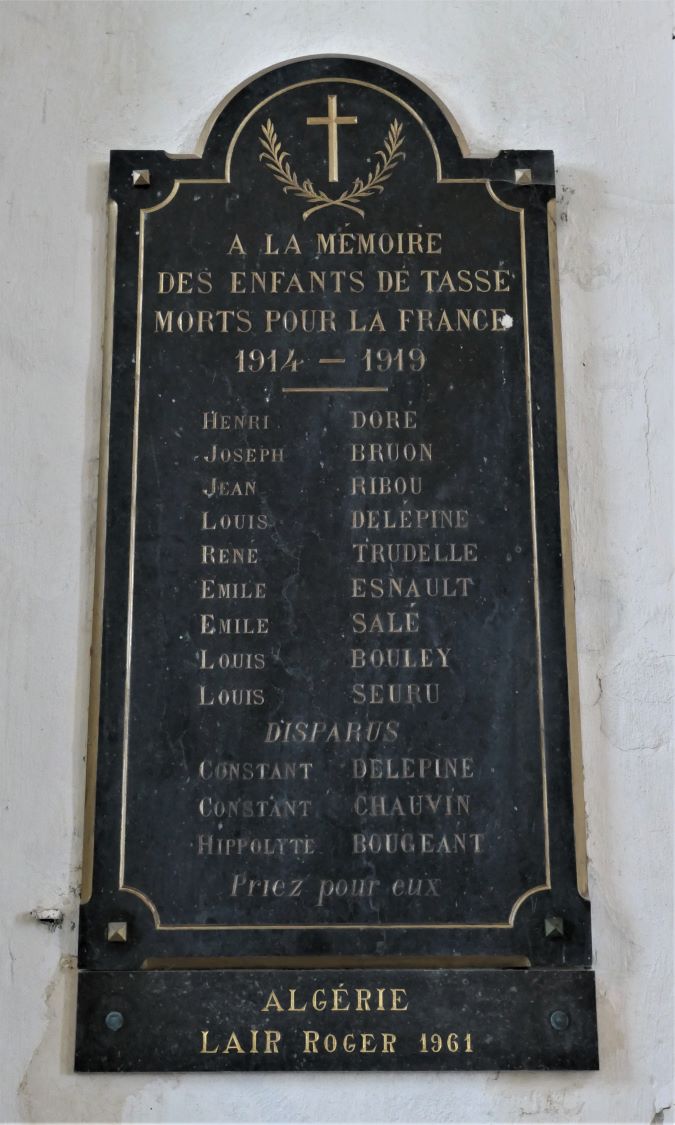 A LA MÉMOIRE
DES ENFANTS DE TASSÉ
MORTS POUR LA FRANCE
1914 – 1919
HENRI DORÉ
JOSEPH BRUON
JEAN RIBOU
LOUIS DELÉPINE
RENÉ TRUDELLE
EMILE ESNAULT
EMILE SALÉ
LOUIS BOULEY
LOUIS SEURU
DISPARUS
CONSTANT DELÉPINE
CONSTANT CHAUVIN
HIPPOLYTE BOUGEANT
Priez pour eux
ALGÉRIE
LAIR ROGER 1961